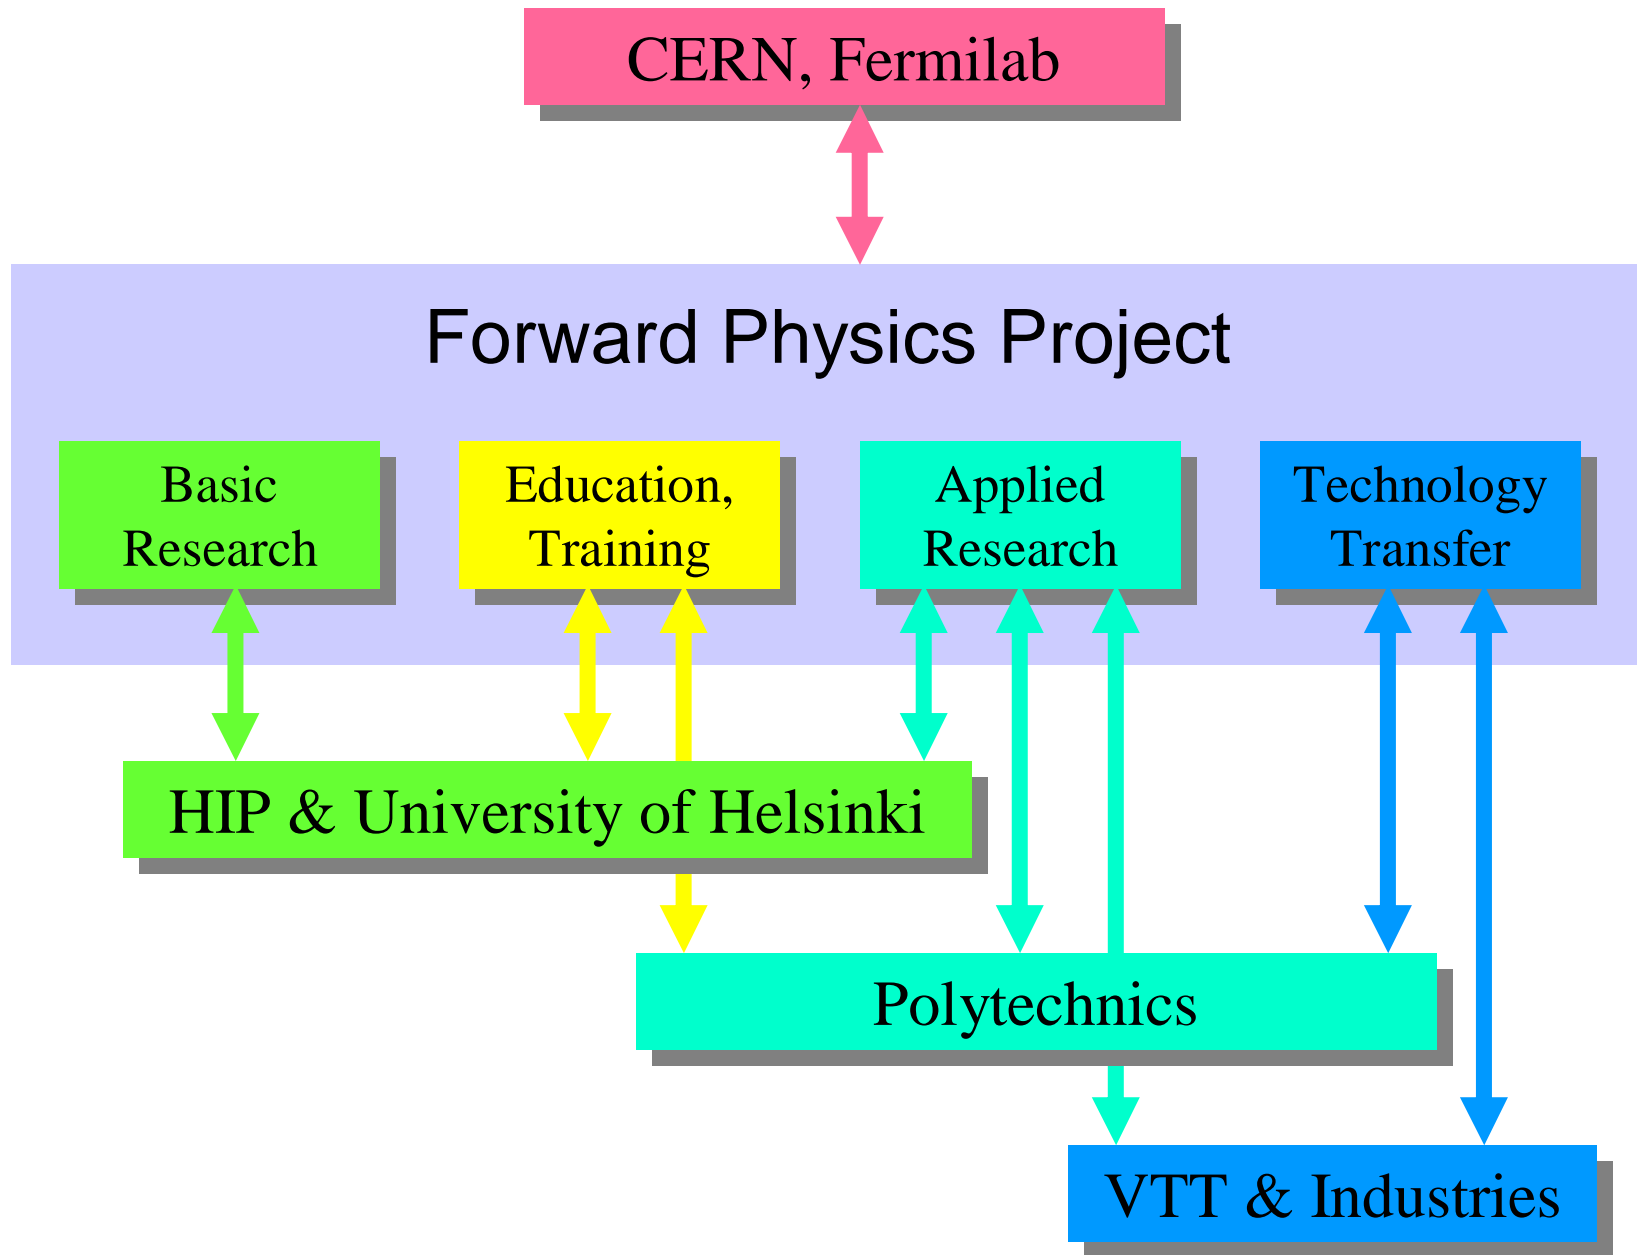 CERN, Fermilab
Forward Physics Project
Basic
Research
Education,
Training
Applied
Research
Technology
Transfer
HIP & University of Helsinki
Polytechnics
VTT & Industries